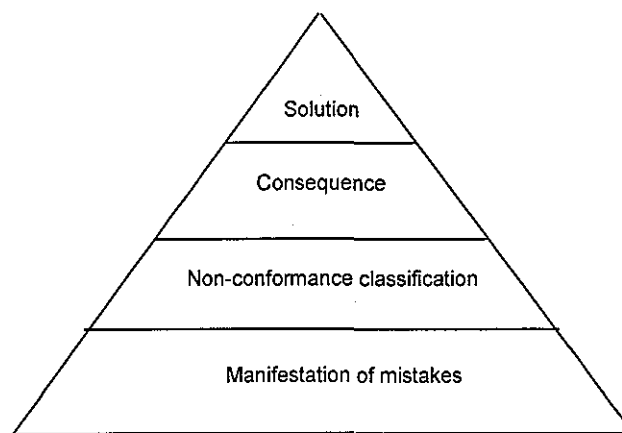 Solution
Consequence
Non-conformance classification
Manifestation of mistakes